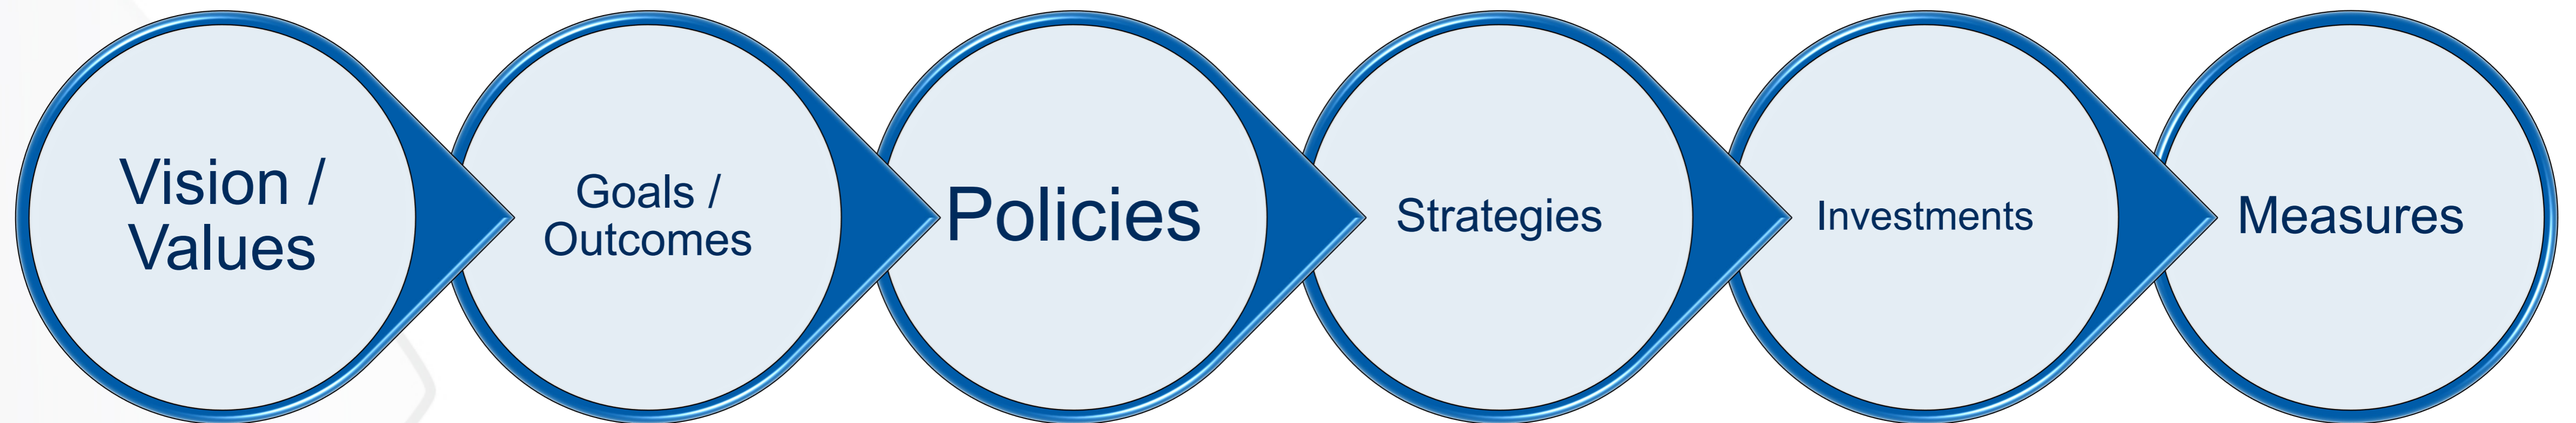 Vision /
Values
Goals /
Outcomes
Policies
Strategies
Investments
Measures